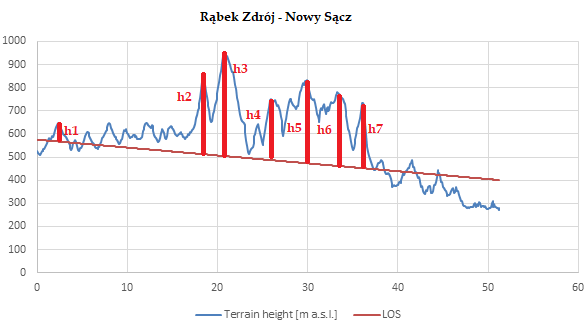 Rąbek Zdrój - Nowy Sącz
1000
900
800
700
600
500
400
300
200
100
0
h1
h2
h3
h4
h5
h6
h7
0
10
20
30
40
50
60
Terrain height [m a.s.l.]
LOS